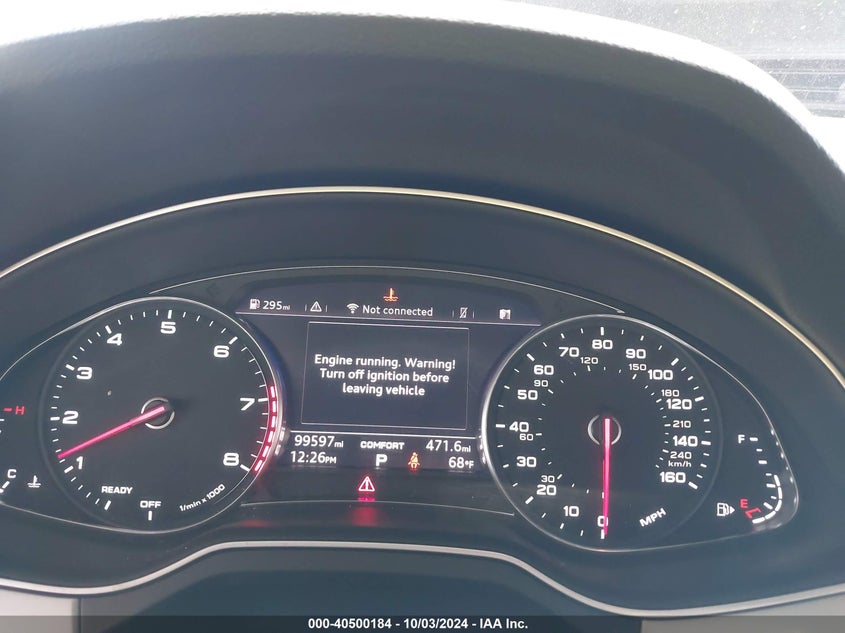 295mi Not connected
Engine running. Warning!
Turn off ignition before
leaving vehicle
99597mi COMFORT 471.6mi
12:26PM P 68°F
OFF READY 1 2 3 4 5 6 7 8
1/min x 1000
C H
0 10 20 30 40 50 60 70 80 90 100 120 140 160
30 60 90 120 150 180 210 240
km/h
MPH
F
E
000-40500184 - 10/03/2024 - IAA Inc.